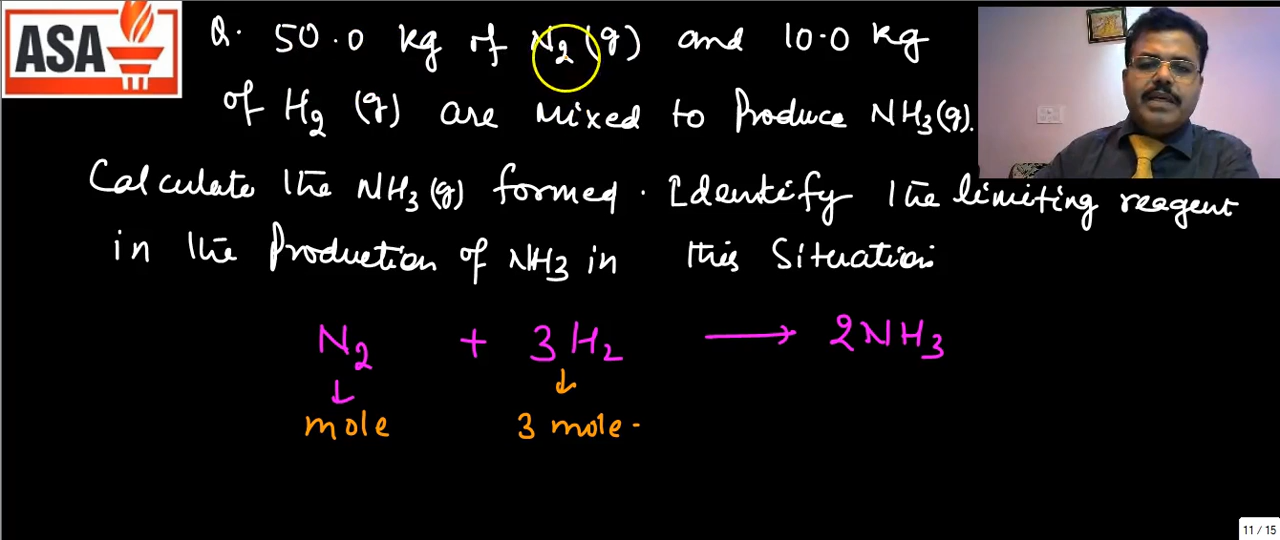 ASA
Q. 50.0 kg of N2(g) and 10.0 kg
of H2 (g) are mixed to Produce NH3(g).
Calculate the NH3(g) formed. Identify the limiting reagent
in the Production of NH3 in this Situation
N2 + 3H2 → 2NH3
↓ ↓
mole 3 mole
11 / 15